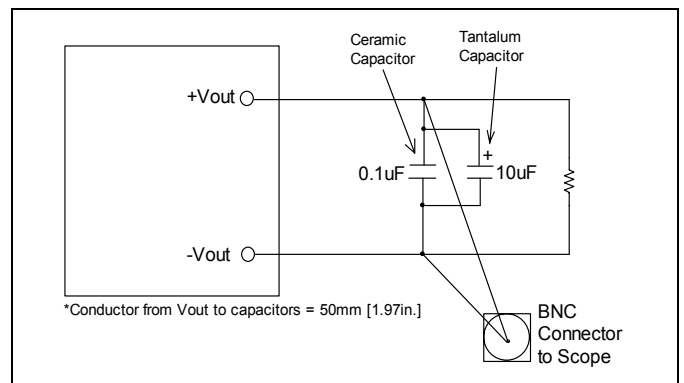 Ceramic
Capacitor
Tantalum
Capacitor
+Vout
+
0.1uF
10uF
-Vout
*Conductor from Vout to capacitors = 50mm [1.97in.]
BNC
Connector
to Scope